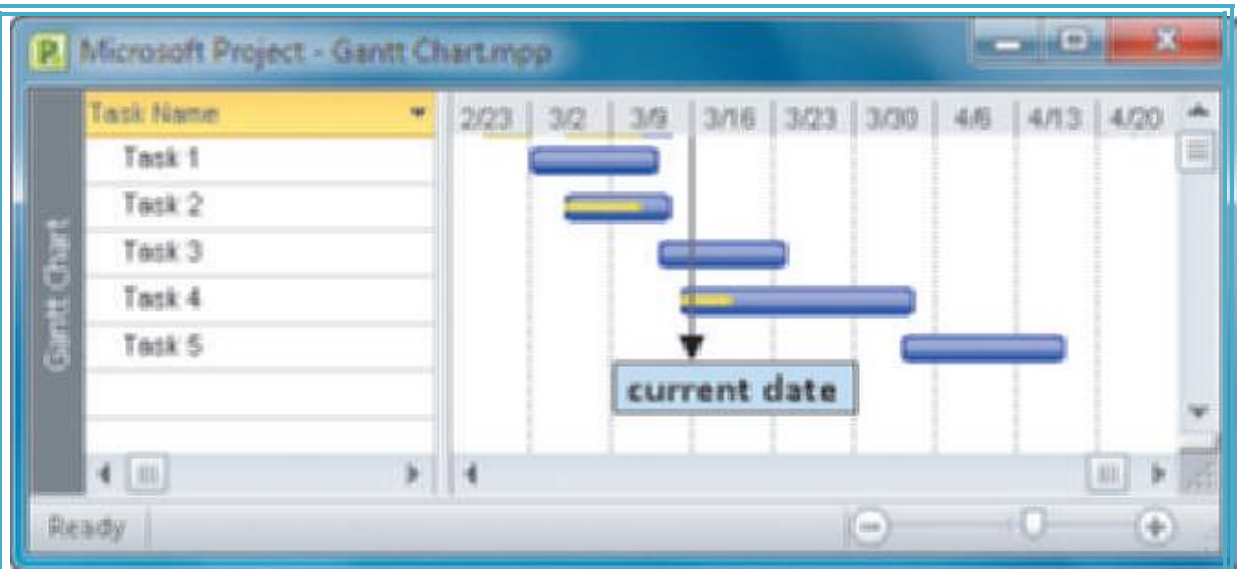 Microsoft Project - Gantt Chart.mpp
Task Name
2/23 3/2 3/9 3/16 3/23 3/30 4/6 4/13 4/20
Task 1
Task 2
Task 3
Task 4
Task 5
Gantt Chart
current date
Ready